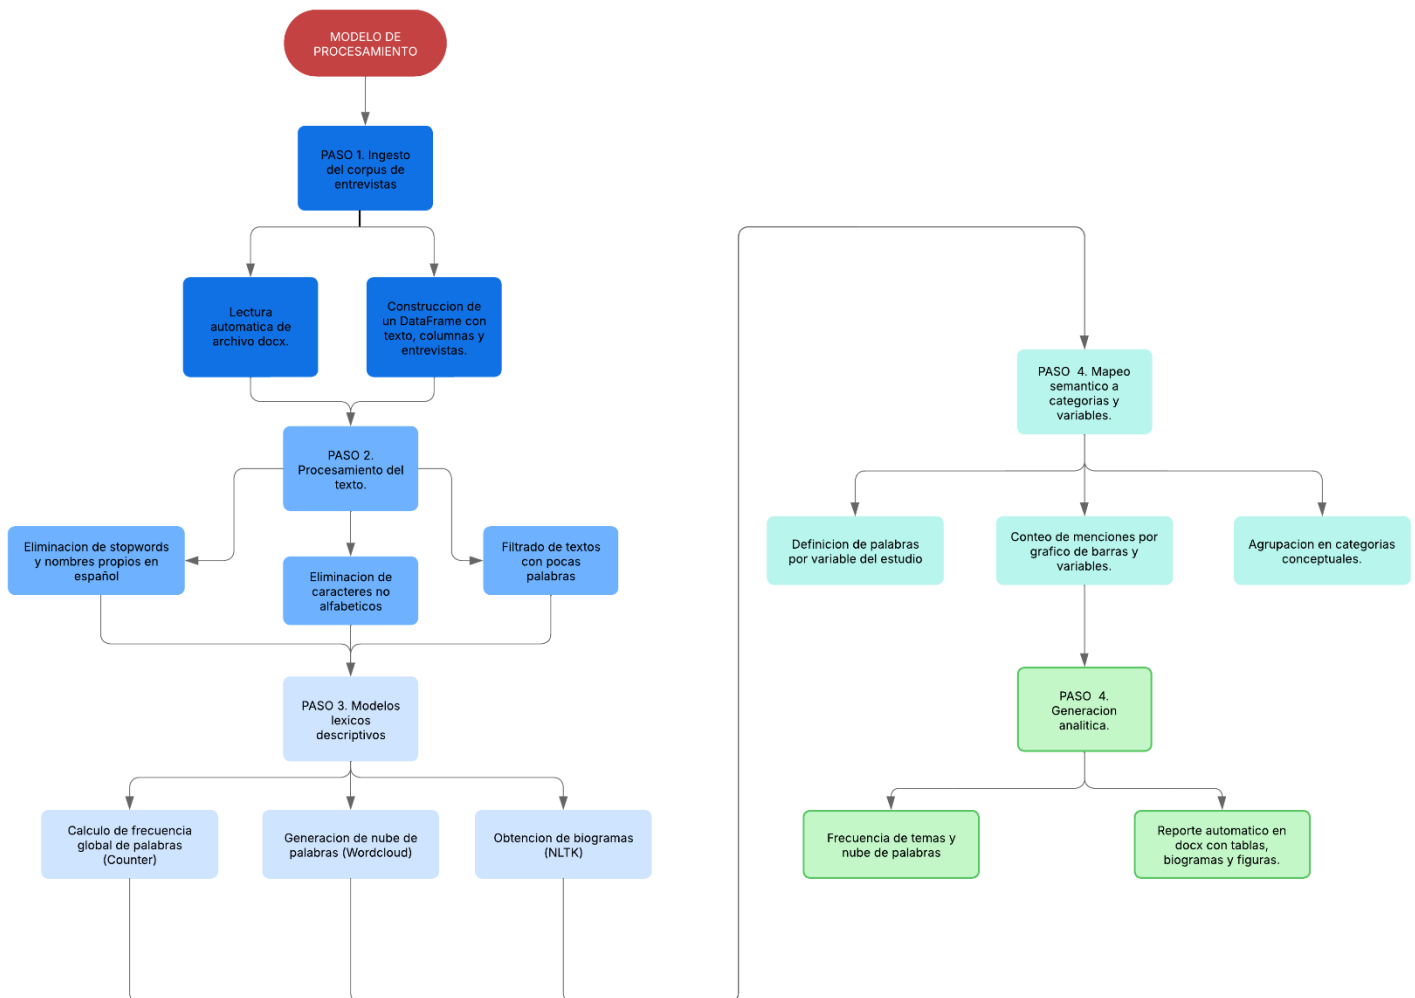 MODELO DE
PROCESAMIENTO
PASO 1. Ingesto
del corpus de
entrevistas
Lectura
automatica de
archivo docx.
Construccion de
un DataFrame con
texto, columnas y
entrevistas.
PASO 2.
Procesamiento del
texto.
Eliminacion de stopwords
y nombres propios en
español
Eliminacion de
caracteres no
alfabeticos
Filtrado de textos
con pocas
palabras
PASO 3. Modelos
lexicos
descriptivos
Calculo de frecuencia
global de palabras
(Counter)
Generacion de nube de
palabras (Wordcloud)
Obtencion de biogramas
(NLTK)
PASO  4. Mapeo
semantico a
categorias y
variables.
Definicion de palabras
por variable del estudio
Conteo de menciones por
grafico de barras y
variables.
Agrupacion en categorias
conceptuales.
PASO  4.
Generacion
analitica.
Frecuencia de temas y
nube de palabras
Reporte automatico en
docx con tablas,
biogramas y figuras.